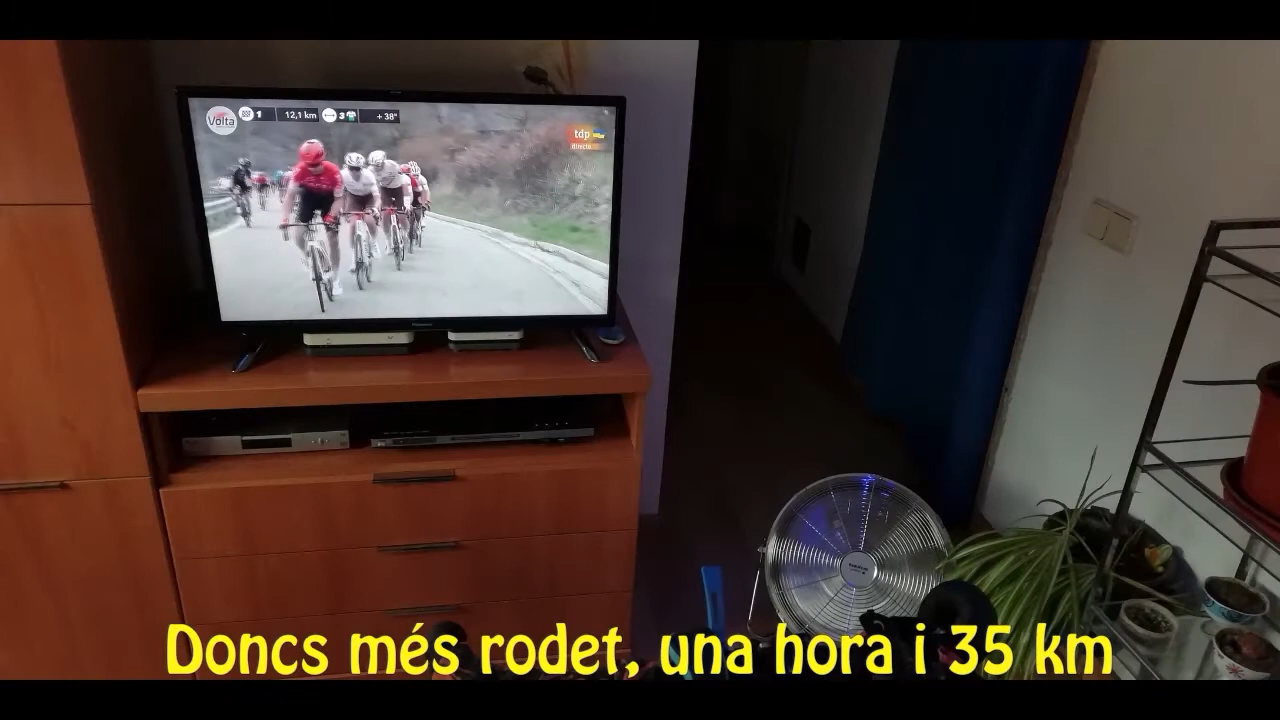 Volta
1 12,1 km 3 + 38"
tdp
directo
Doncs més rodet, una hora i 35 km